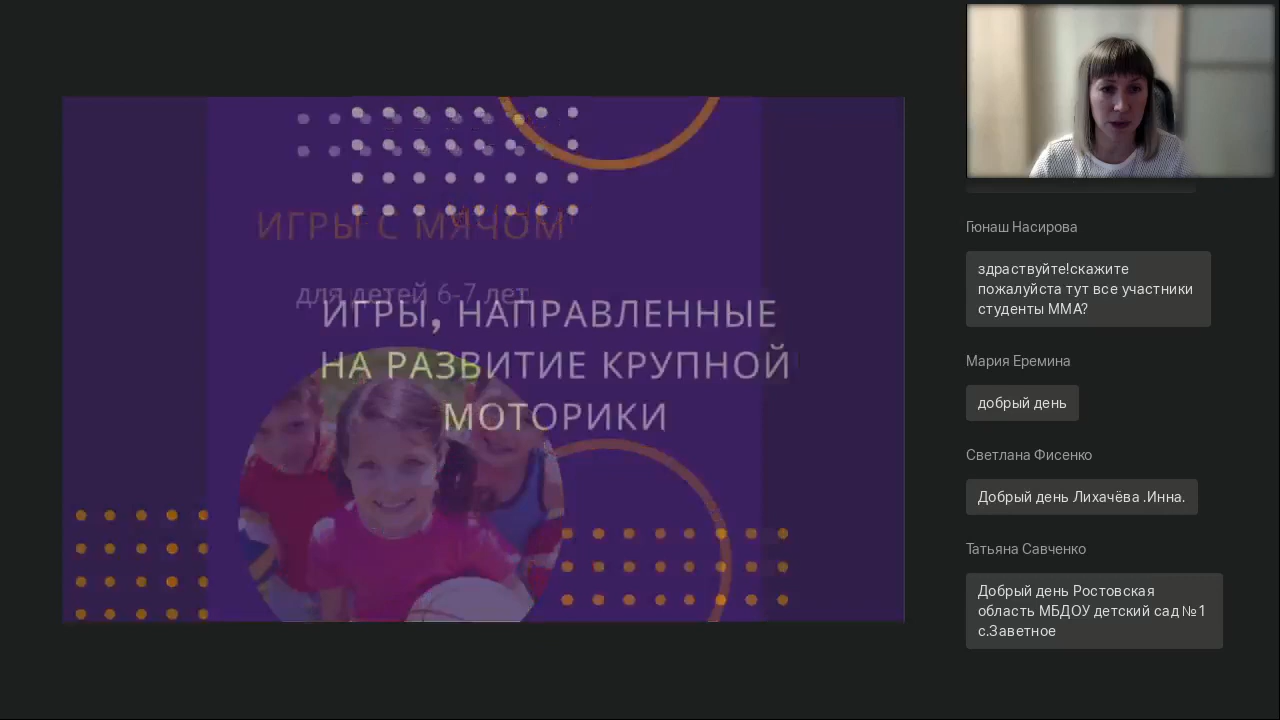 ИГРЫ С МЯЧОМ
для детей 6-7 лет
ИГРЫ, НАПРАВЛЕННЫЕ
НА РАЗВИТИЕ КРУПНОЙ
МОТОРИКИ
Гюнаш Насирова
здраствуйте!скажите
пожалуйста тут все участники
студенты ММА?
Мария Еремина
добрый день
Светлана Фисенко
Добрый день Лихачёва .Инна.
Татьяна Савченко
Добрый день Ростовская
область МБДОУ детский сад №1
с.Заветное